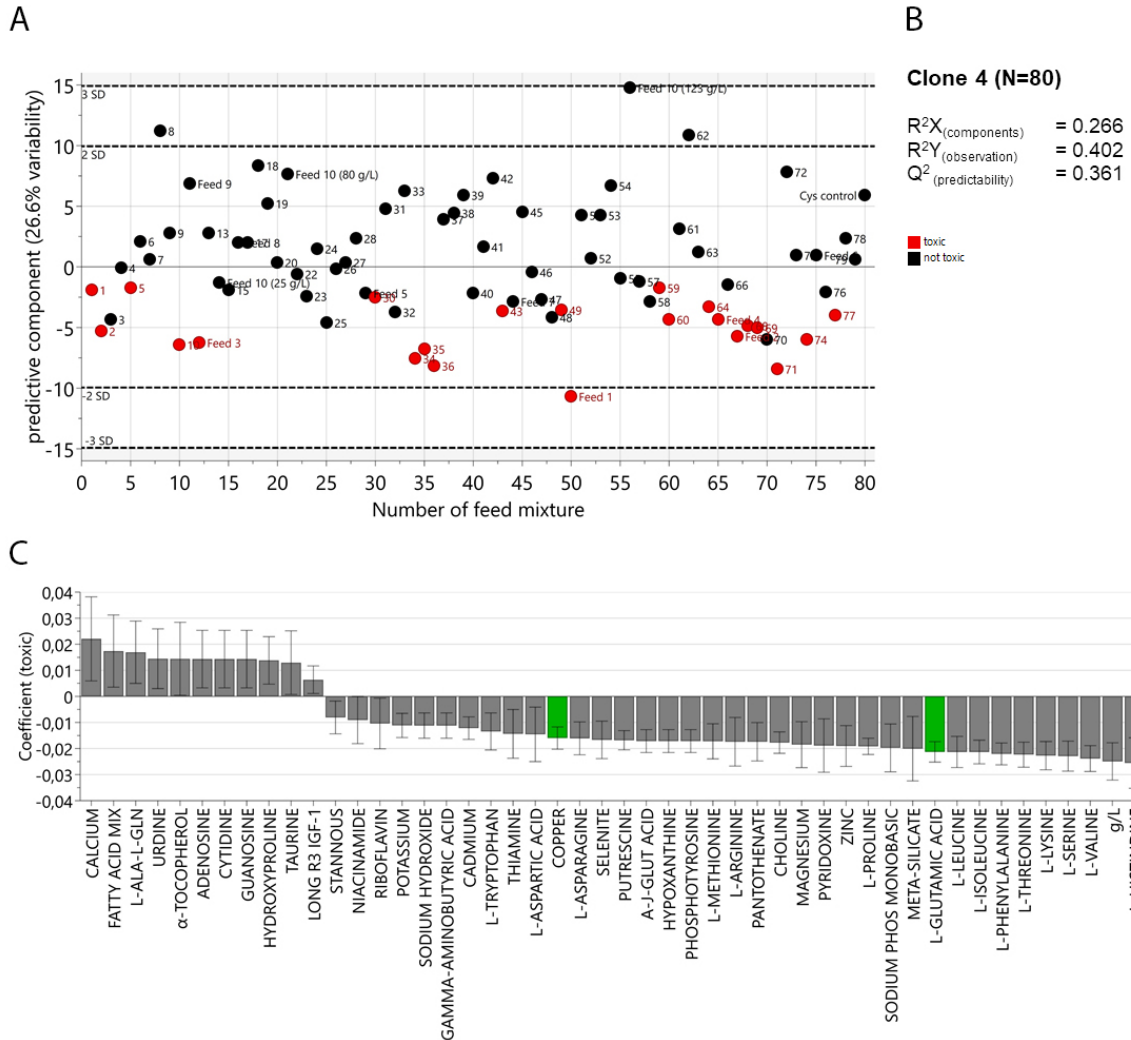 A
B
predictive component (26.6% variability)
15
10
5
0
-5
-10
-15
3 SD
2 SD
-2 SD
-3 SD
Feed 10 (123 g/L)
8
62
18
Feed 10 (80 g/L)
Feed 9
33
42
54
72
Cys control
19
31
39
38
37
45
53
61
6
9
13
Feed 8
28
78
24
41
63
7
20
27
52
79
4
26
22
46
57
Feed 10 (25 g/L)
15
66
1
5
23
Feed 5
30
40
47
58
59
76
3
25
32
43
48
49
60
64
Feed 4
77
2
Feed 3
69
70
74
34
35
36
71
Feed 1
0 5 10 15 20 25 30 35 40 45 50 55 60 65 70 75 80
Number of feed mixture
Clone 4 (N=80)
R²X(components) = 0.266
R²Y(observation) = 0.402
Q²(predictability) = 0.361
toxic
not toxic
C
Coefficient (toxic)
0,04
0,03
0,02
0,01
0
-0,01
-0,02
-0,03
-0,04
CALCIUM
FATTY ACID MIX
L-ALA-L-GLN
URDINE
α-TOCOPHEROL
ADENOSINE
CYTIDINE
GUANOSINE
HYDROXYPROLINE
TAURINE
LONG R3 IGF-1
STANNOUS
NIACINAMIDE
RIBOFLAVIN
POTASSIUM
SODIUM HYDROXIDE
GAMMA-AMINOBUTYRIC ACID
CADMIUM
L-TRYPTOPHAN
THIAMINE
L-ASPARTIC ACID
COPPER
L-ASPARAGINE
SELENITE
PUTRESCINE
A-J-GLUT ACID
HYPOXANTHINE
PHOSPHOTYROSINE
L-METHIONINE
L-ARGININE
PANTOTHENATE
CHOLINE
MAGNESIUM
PYRIDOXINE
ZINC
L-PROLINE
SODIUM PHOS MONOBASIC
META-SILICATE
L-GLUTAMIC ACID
L-LEUCINE
L-ISOLEUCINE
L-PHENYLALANINE
L-THREONINE
L-LYSINE
L-SERINE
L-VALINE
g/L